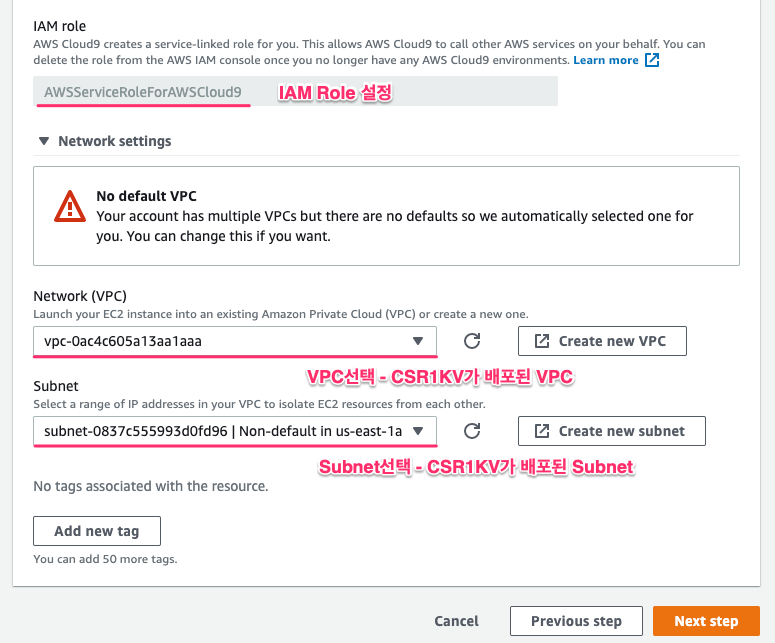 IAM role
AWS Cloud9 creates a service-linked role for you. This allows AWS Cloud9 to call other AWS services on your behalf. You can
delete the role from the AWS IAM console once you no longer have any AWS Cloud9 environments. Learn more
AWSServiceRoleForAWSCloud9
IAM Role 설정
Network settings
No default VPC
Your account has multiple VPCs but there are no defaults so we automatically selected one for
you. You can change this if you want.
Network (VPC)
Launch your EC2 instance into an existing Amazon Private Cloud (VPC) or create a new one.
vpc-0ac4c605a13aa1aaa
Create new VPC
VPC선택 - CSR1KV가 배포된 VPC
Subnet
Select a range of IP addresses in your VPC to isolate EC2 resources from each other.
subnet-0837c555993d0fd96 | Non-default in us-east-1a
Create new subnet
Subnet선택 - CSR1KV가 배포된 Subnet
No tags associated with the resource.
Add new tag
You can add 50 more tags.
Cancel
Previous step
Next step